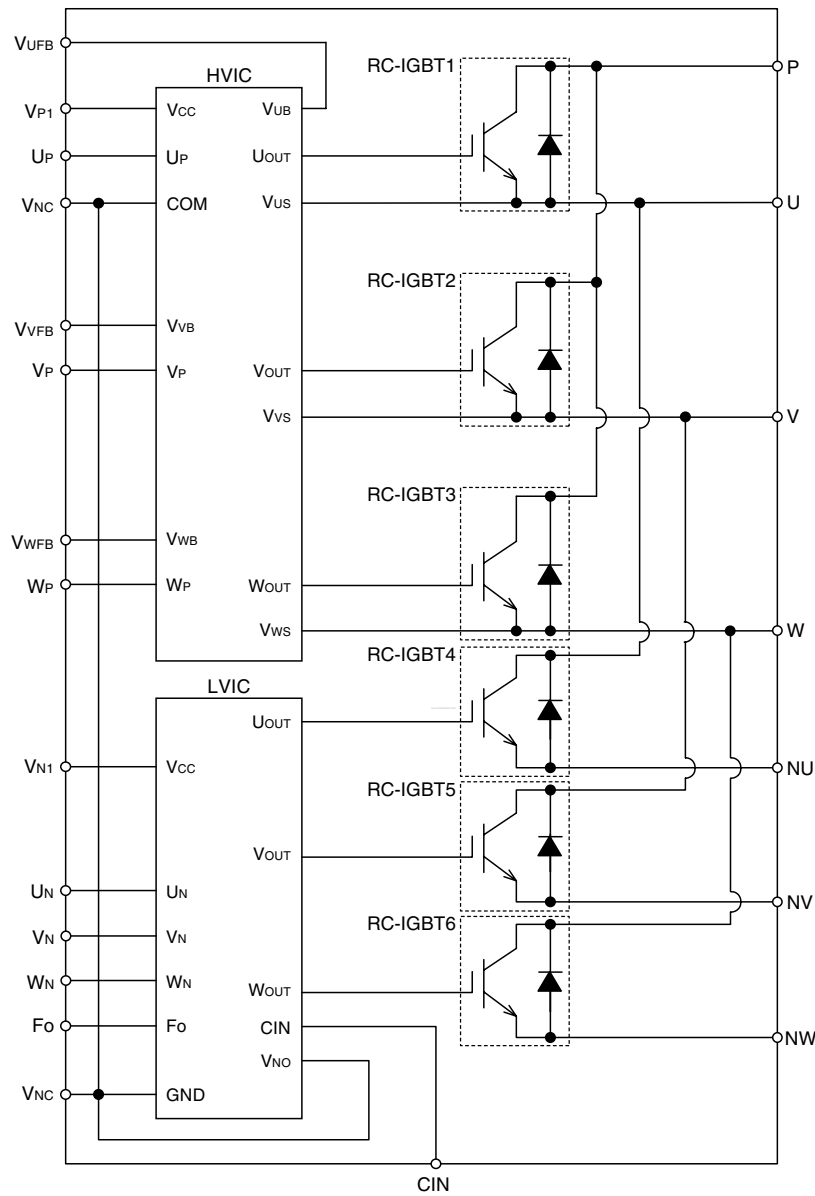 VUFB
HVIC
RC-IGBT1
P
VP1
VCC
VUB
UP
UP
UOUT
VNC
COM
VUS
U
RC-IGBT2
VVFB
VVB
VP
VP
VOUT
VVS
V
RC-IGBT3
VWFB
VWB
WP
WP
WOUT
VWS
W
RC-IGBT4
LVIC
UOUT
VN1
VCC
NU
RC-IGBT5
VOUT
UN
UN
NV
RC-IGBT6
VN
VN
WN
WN
WOUT
Fo
Fo
CIN
NW
VNO
VNC
GND
CIN